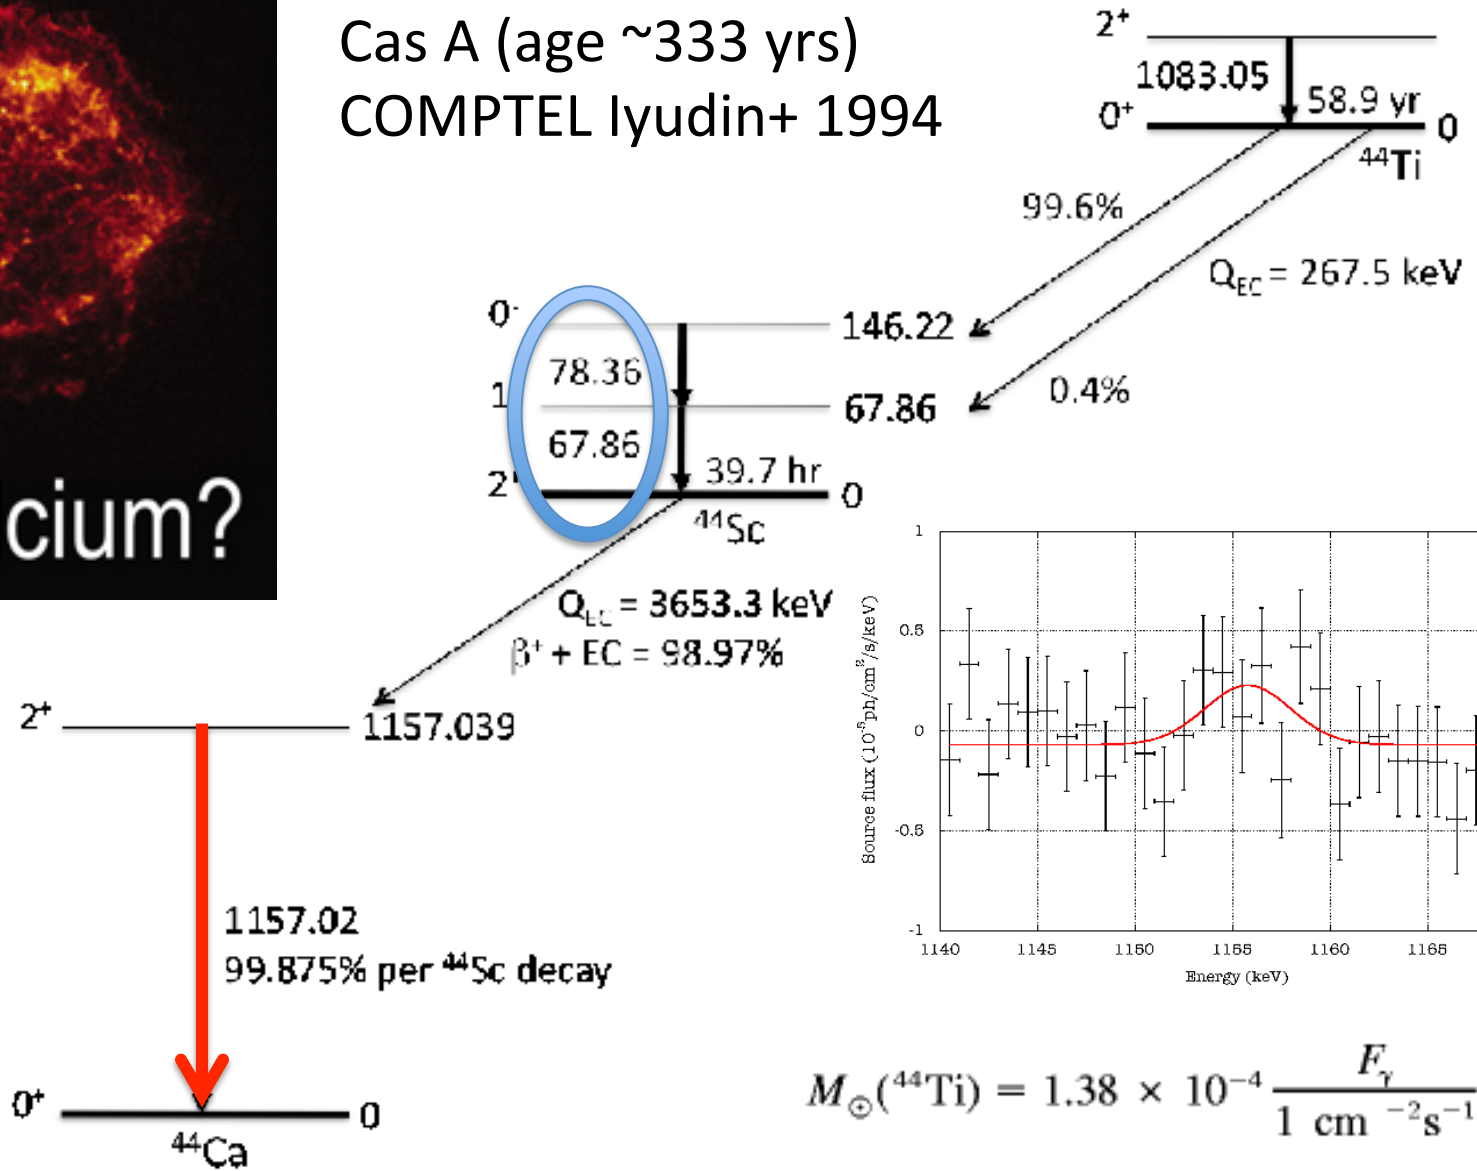 Cas A (age ~333 yrs)
COMPTEL Iyudin+ 1994
cium?
2⁺
1083.05
58.9 yr
0⁺
0
⁴⁴Ti
99.6%
Q_EC = 267.5 keV
0⁻
146.22
78.36
1
67.86
0.4%
67.86
39.7 hr
2⁺
0
⁴⁴Sc
Q_EC = 3653.3 keV
β⁺ + EC = 98.97%
2⁺
1157.039
1157.02
99.875% per ⁴⁴Sc decay
0⁺
0
⁴⁴Ca
1
0.5
0
-0.5
-1
1140 1145 1150 1155 1160 1165
Source flux (10⁻⁵ph/cm²/s/keV)
Energy (keV)
M⊙(⁴⁴Ti) = 1.38 × 10⁻⁴ F_γ / 1 cm ⁻²s⁻¹